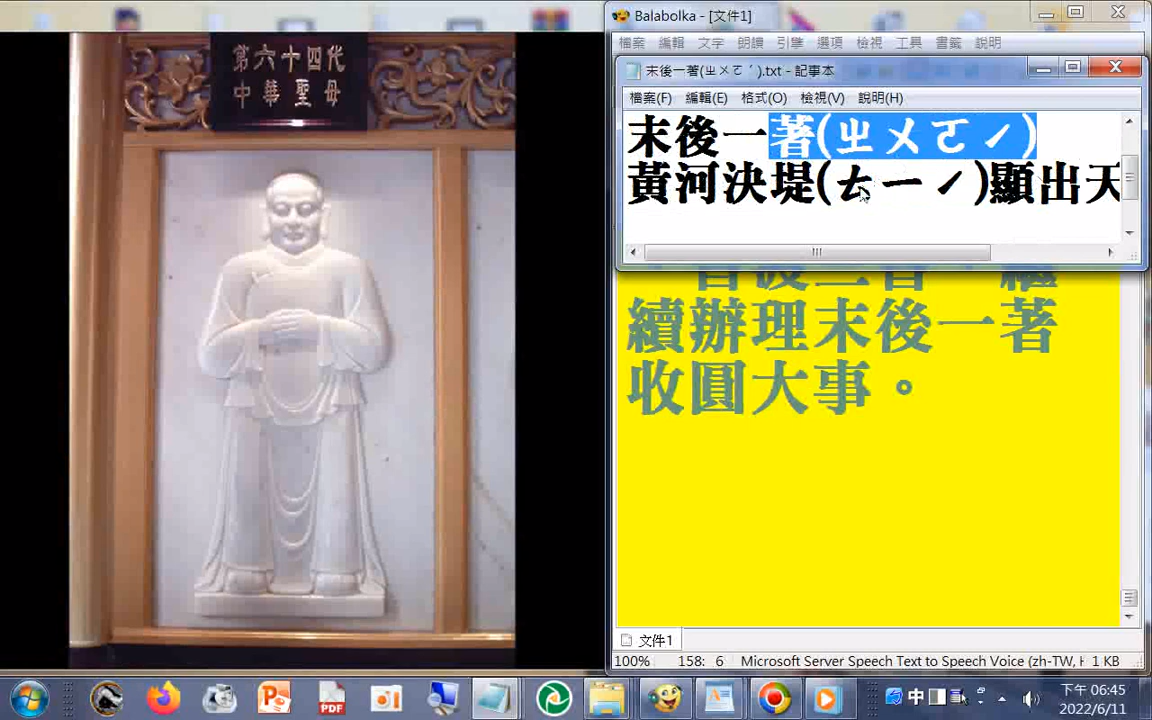 第六十四代
中華聖母
Balabolka - [文件1]
檔案 編輯 文字 朗讀 引擎 選項 檢視 工具 書籤 說明
末後一著(ㄓㄨㄛˊ).txt - 記事本
檔案(F) 編輯(E) 格式(O) 檢視(V) 說明(H)
末後一著(ㄓㄨㄛˊ)
黃河決堤(ㄊㄧˊ)顯出天
續辦理末後一著
收圓大事。
文件1
100% 158: 6 Microsoft Server Speech Text to Speech Voice (zh-TW, H 1 KB
PDF
中
下午 06:45
2022/6/11